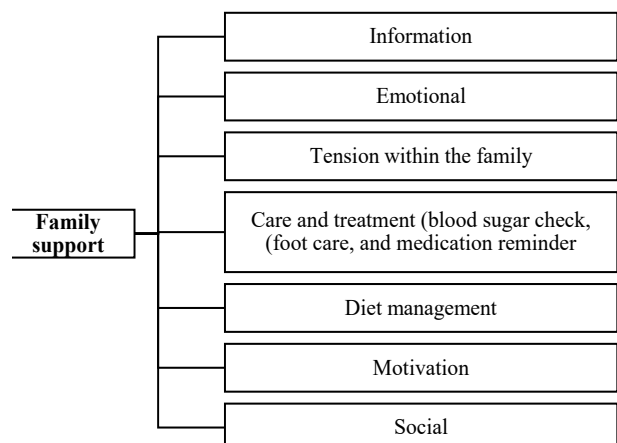 Information
Emotional
Tension within the family
Family
support
Care and treatment (blood sugar check,
(foot care, and medication reminder
Diet management
Motivation
Social